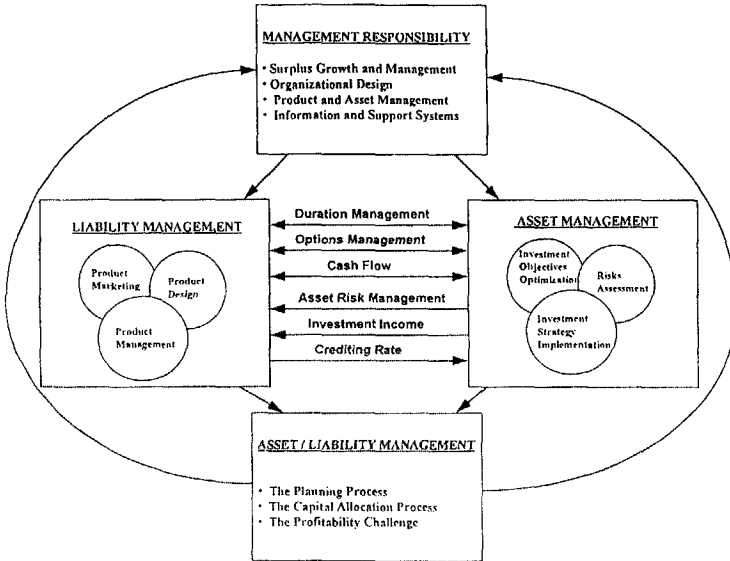 MANAGEMENT RESPONSIBILITY
• Surplus Growth and Management
• Organizational Design
• Product and Asset Management
• Information and Support Systems
LIABILITY MANAGEMENT
Product
Marketing
Product
Design
Product
Management
Duration Management
Options Management
Cash Flow
Asset Risk Management
Investment Income
Crediting Rate
ASSET MANAGEMENT
Investment
Objectives
Optimization
Risks
Assessment
Investment
Strategy
Implementation
ASSET / LIABILITY MANAGEMENT
• The Planning Process
• The Capital Allocation Process
• The Profitability Challenge